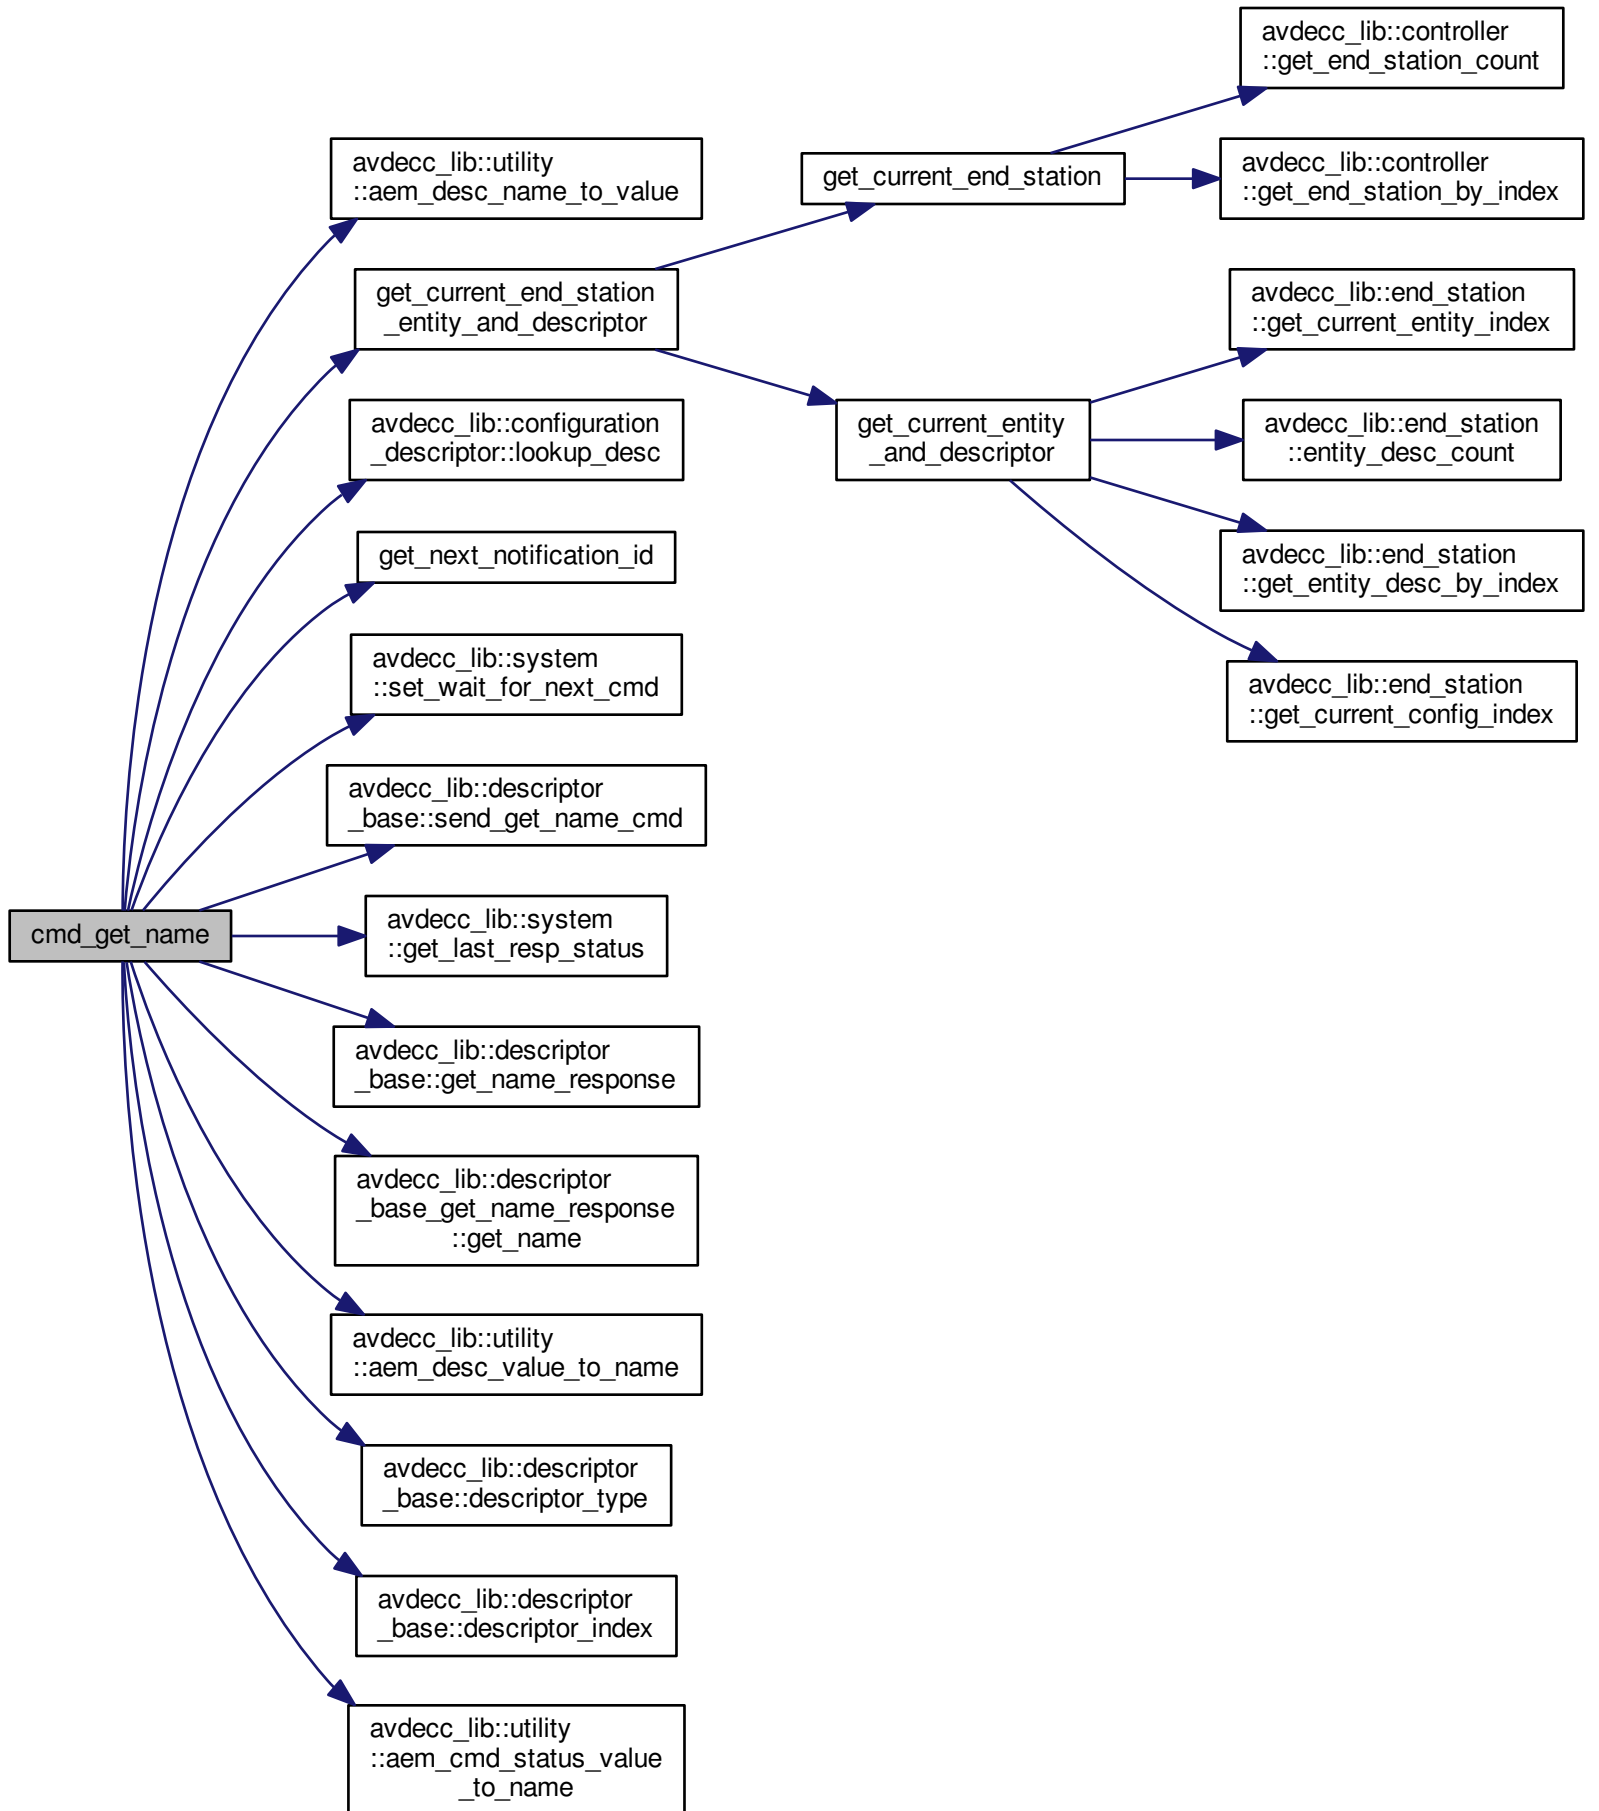 cmd_get_name
avdecc_lib::utility
::aem_desc_name_to_value
get_current_end_station
_entity_and_descriptor
avdecc_lib::configuration
_descriptor::lookup_desc
get_next_notification_id
avdecc_lib::system
::set_wait_for_next_cmd
avdecc_lib::descriptor
_base::send_get_name_cmd
avdecc_lib::system
::get_last_resp_status
avdecc_lib::descriptor
_base::get_name_response
avdecc_lib::descriptor
_base_get_name_response
::get_name
avdecc_lib::utility
::aem_desc_value_to_name
avdecc_lib::descriptor
_base::descriptor_type
avdecc_lib::descriptor
_base::descriptor_index
avdecc_lib::utility
::aem_cmd_status_value
_to_name
get_current_end_station
get_current_entity
_and_descriptor
avdecc_lib::controller
::get_end_station_count
avdecc_lib::controller
::get_end_station_by_index
avdecc_lib::end_station
::get_current_entity_index
avdecc_lib::end_station
::entity_desc_count
avdecc_lib::end_station
::get_entity_desc_by_index
avdecc_lib::end_station
::get_current_config_index